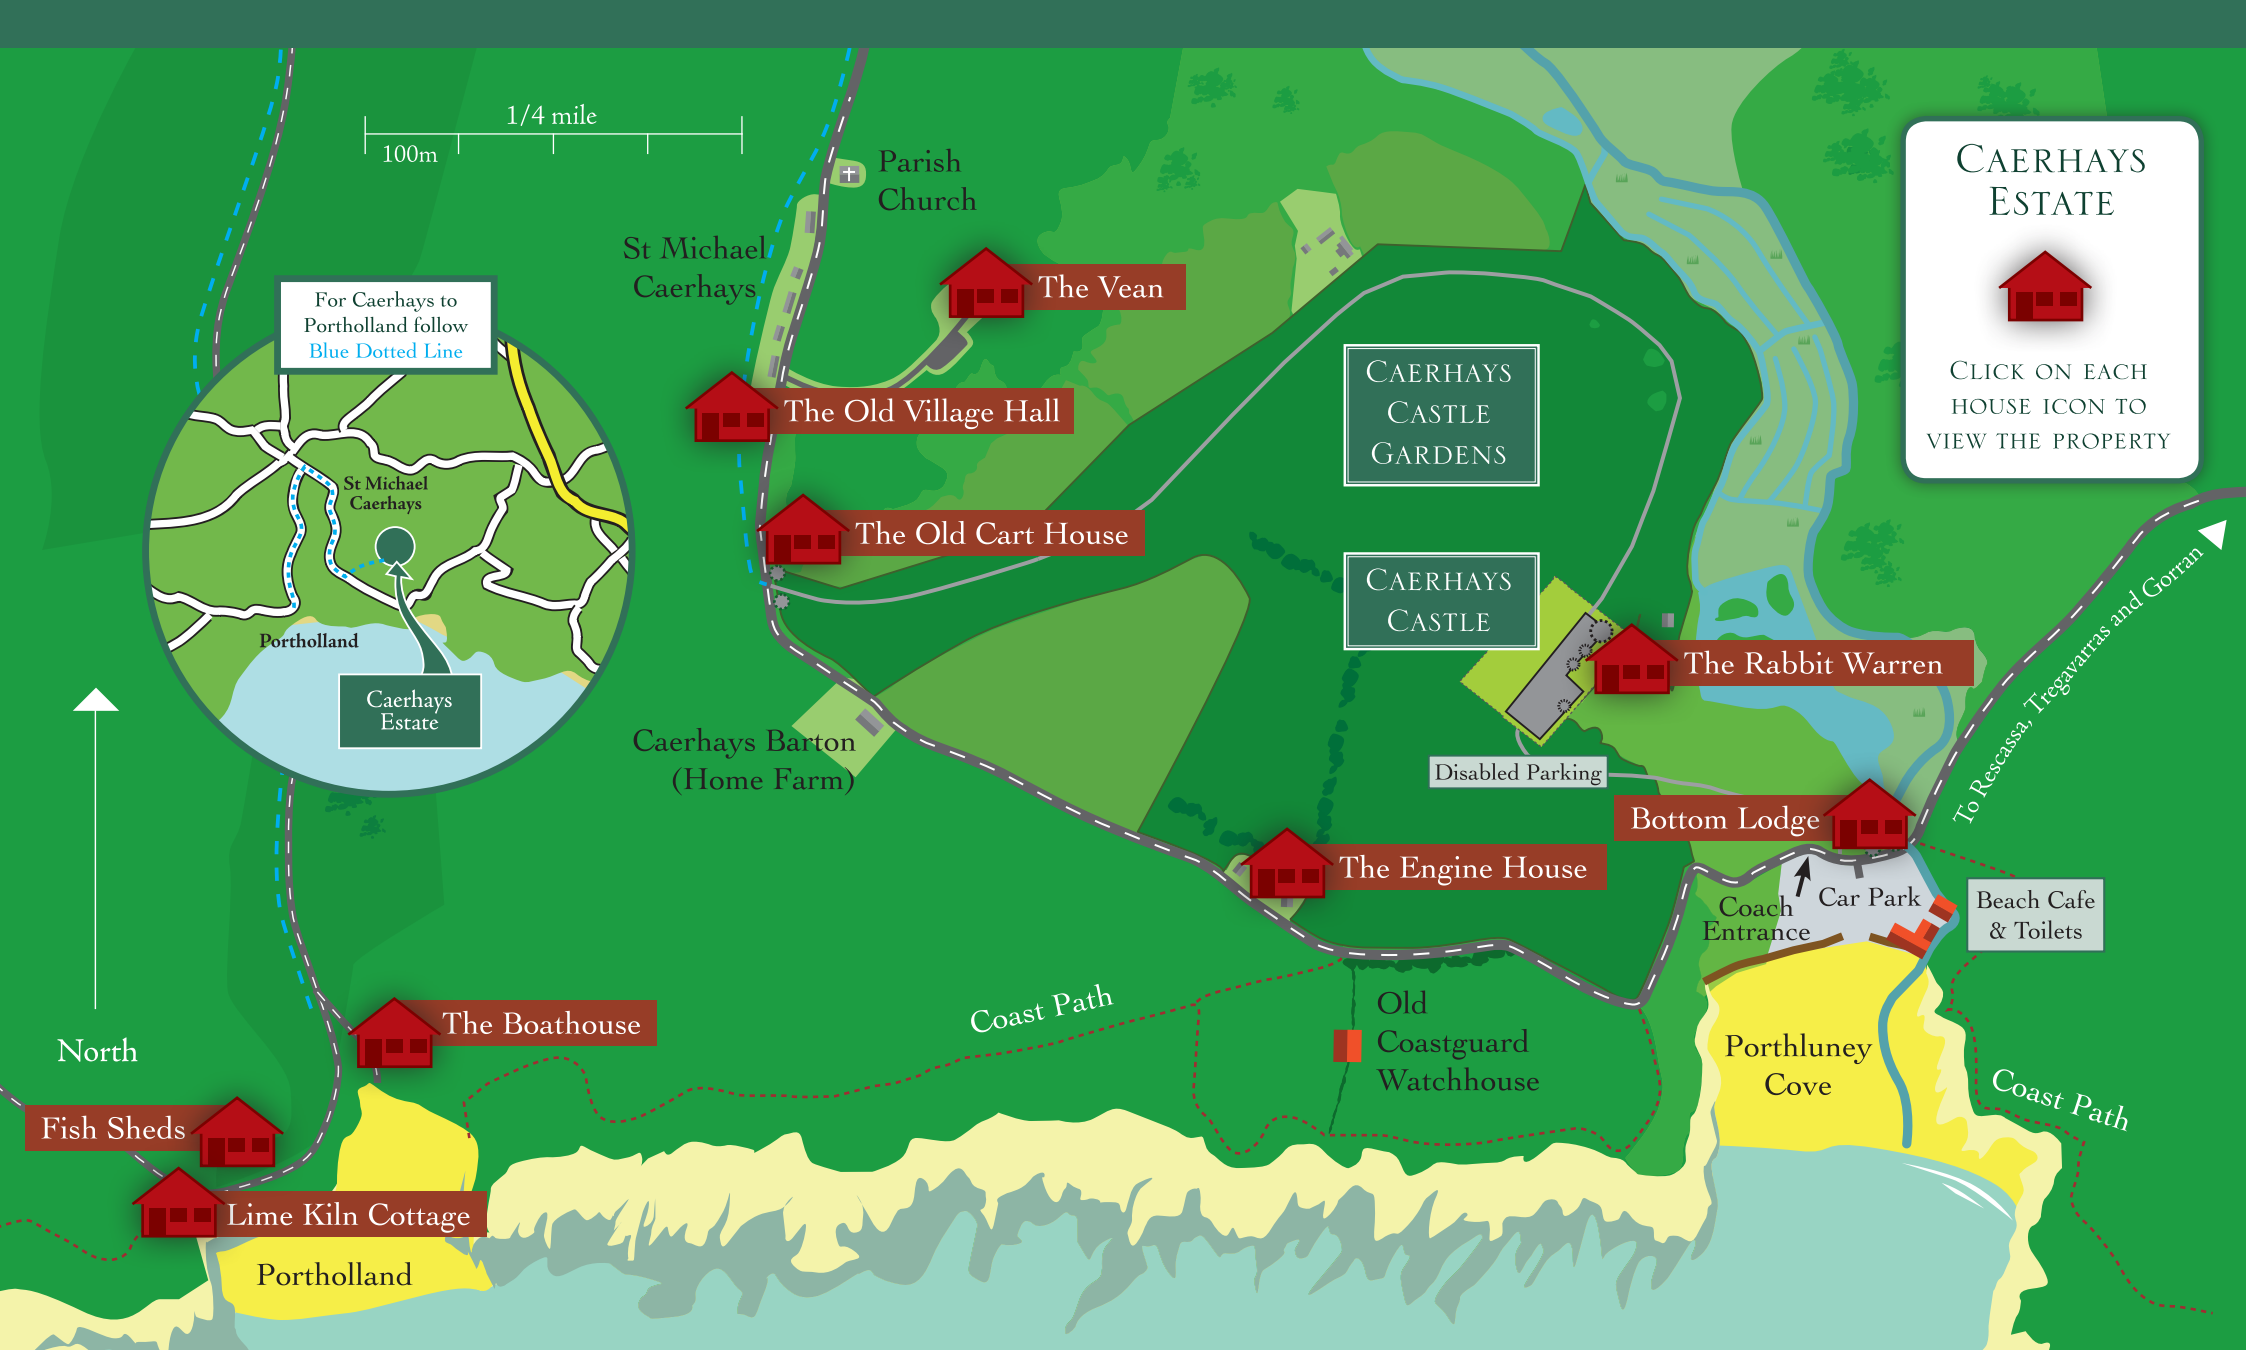 1/4 mile
100m
Parish
Church
St Michael
Caerhays
The Vean
The Old Village Hall
The Old Cart House
Caerhays Barton
(Home Farm)
CAERHAYS
CASTLE
GARDENS
CAERHAYS
CASTLE
The Rabbit Warren
Disabled Parking
Bottom Lodge
The Engine House
Coach
Entrance
Car Park
Beach Cafe
& Toilets
To Rescassa, Tregavarras and Gorran
CAERHAYS
ESTATE
CLICK ON EACH
HOUSE ICON TO
VIEW THE PROPERTY
For Caerhays to
Portholland follow
Blue Dotted Line
St Michael
Caerhays
Portholland
Caerhays
Estate
North
The Boathouse
Fish Sheds
Lime Kiln Cottage
Portholland
Coast Path
Old
Coastguard
Watchhouse
Porthluney
Cove
Coast Path